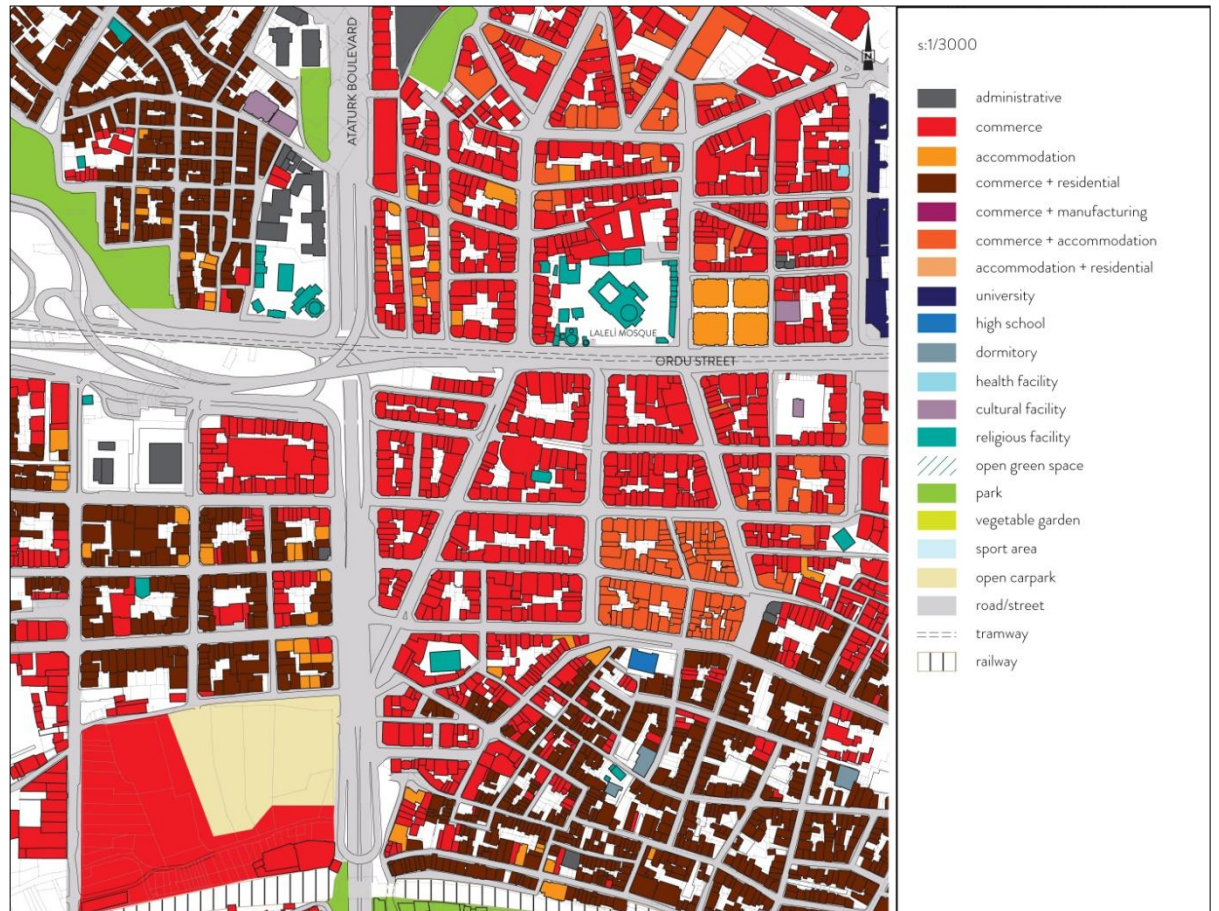 ATATURK BOULEVARD
LALELİ MOSQUE
ORDU STREET
s:1/3000
N
administrative
commerce
accommodation
commerce + residential
commerce + manufacturing
commerce + accommodation
accommodation + residential
university
high school
dormitory
health facility
cultural facility
religious facility
open green space
park
vegetable garden
sport area
open carpark
road/street
tramway
railway